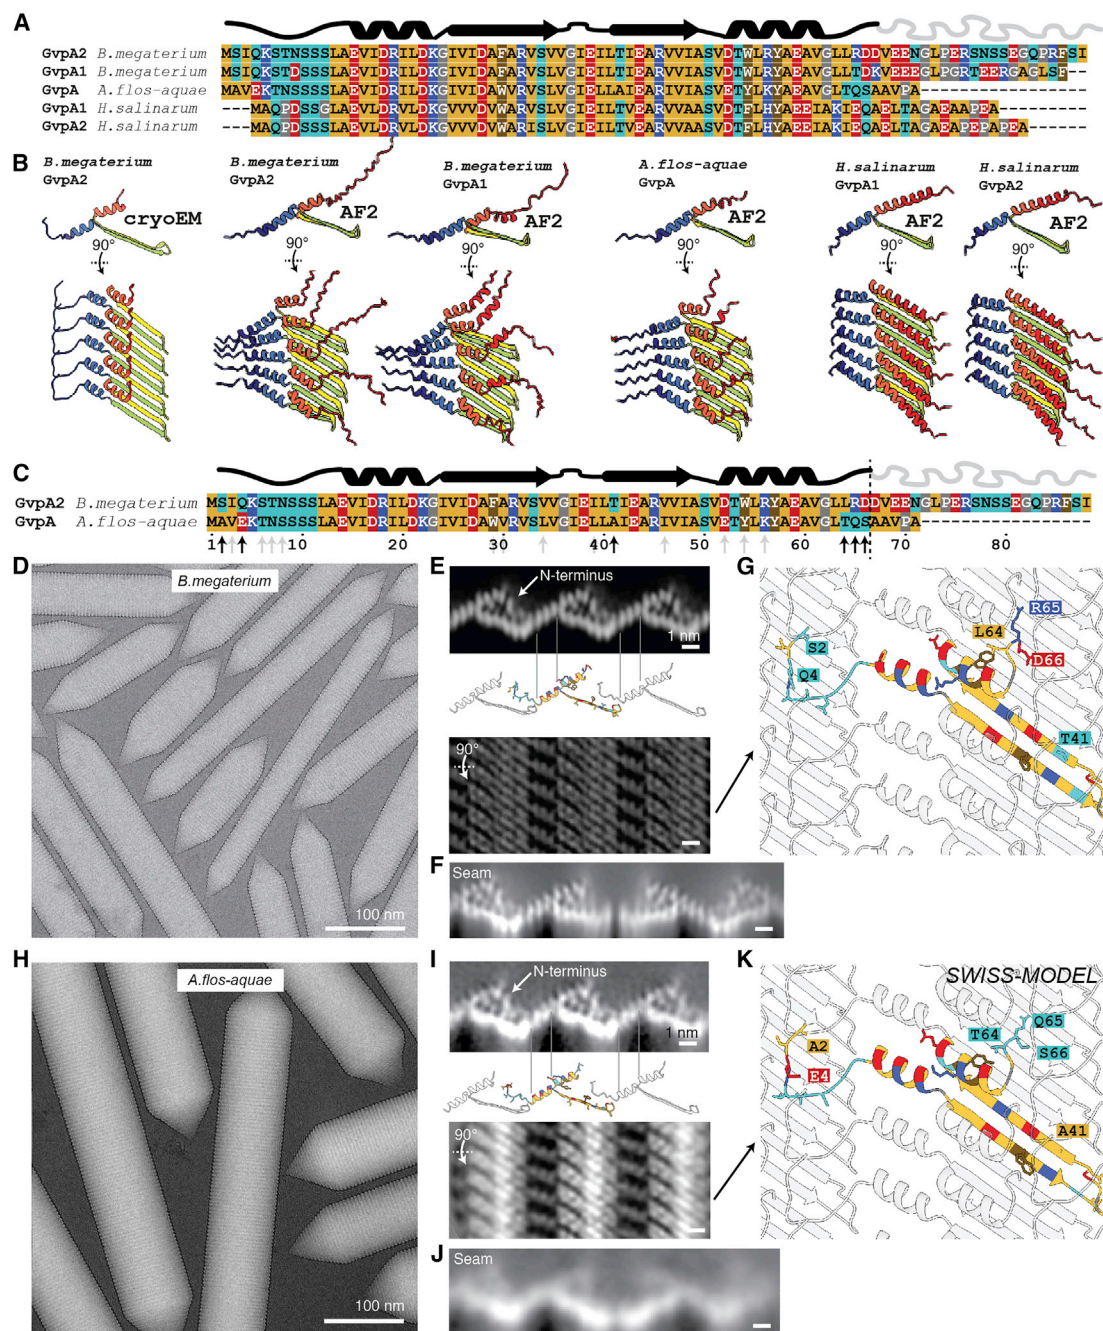 A
GvpA2 B.megaterium MSIQKSTNSSSLAEVIDRILDKGIVIDAFARVSVVGIEILTIEARVVIASVDTWLRYAEAVGLLRDDVEENGLPERSNSSEGQPRFSI
GvpA1 B.megaterium MSIQKSTDSSSLAEVIDRILDKGIVIDAFARVSLVGIEILTIEARVVIASVDTWLRYAEAVGLLTDKVEEEGLPGRTEERGAGLSF--
GvpA A.flos-aquae MAVEKTNSSSSLAEVIDRILDKGIVIDAWVRVSLVGIELLAIEARIVIASVETYLKYAEAVGLTQSAAVPA
GvpA1 H.salinarum ---MAQPDSSGLAEVLDRVLDKGVVVDVWARVSLVGIEILTVEARVVAASVDTFLHYAEEIAKIEQAELTAGAEAAPEA
GvpA2 H.salinarum ---MAQPDSSSLAEVLDRVLDKGVVVDVWARISLVGIEILTVEARVVAASVDTFLHYAEEIAKIEQAELTAGAEAPEPAPEA
B
B.megaterium
GvpA2
cryoEM
90°
B.megaterium
GvpA2
AF2
90°
B.megaterium
GvpA1
AF2
90°
A.flos-aquae
GvpA
AF2
90°
H.salinarum
GvpA1
AF2
90°
H.salinarum
GvpA2
AF2
90°
C
GvpA2 B.megaterium MSIQKSTNSSSLAEVIDRILDKGIVIDAFARVSVVGIEILTIEARVVIASVDTWLRYAEAVGLLRDDVEENGLPERSNSSEGQPRFSI
GvpA A.flos-aquae MAVEKTNSSSSLAEVIDRILDKGIVIDAWVRVSLVGIELLAIEARIVIASVETYLKYAEAVGLTQSAAVPA
1 10 20 30 40 50 60 70 80
D
B.megaterium
100 nm
E
N-terminus
1 nm
90°
F
Seam
G
R65
L64
S2
D66
Q4
T41
H
A.flos-aquae
100 nm
I
N-terminus
1 nm
90°
J
Seam
K
SWISS-MODEL
Q65
T64
S66
A2
E4
A41